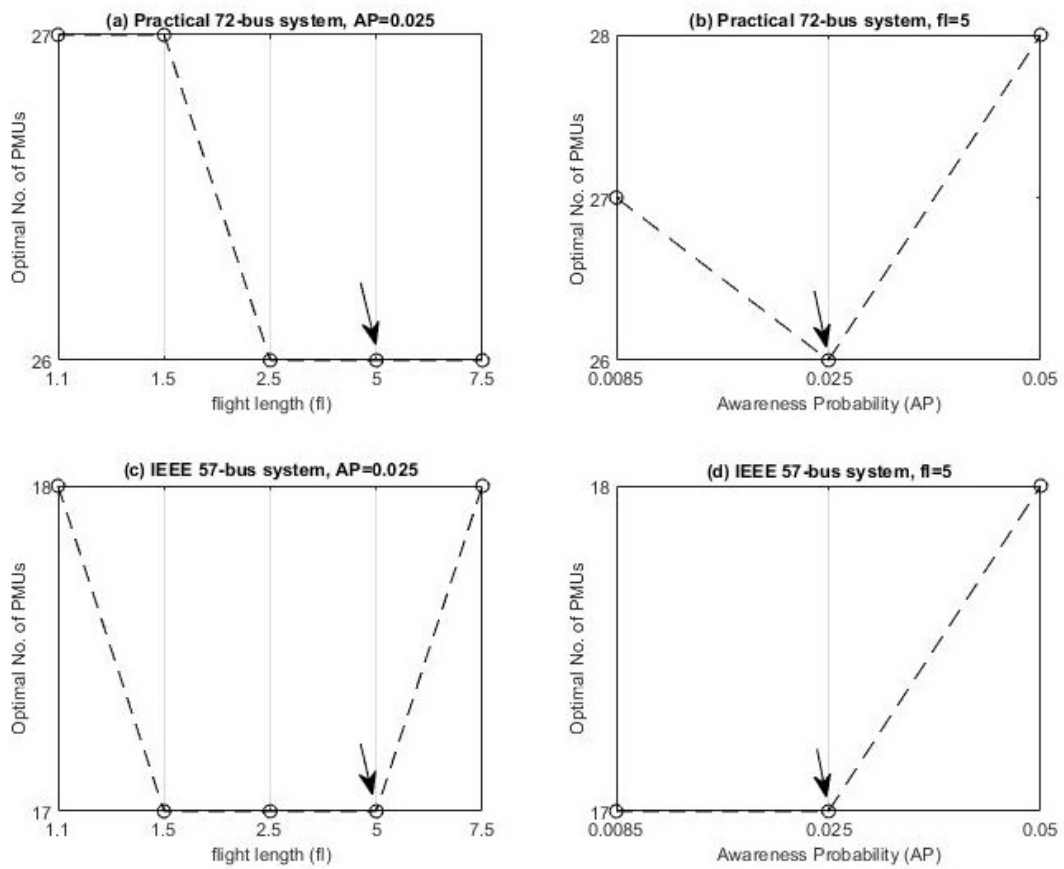 (a) Practical 72-bus system, AP=0.025
27
26
Optimal No. of PMUs
1.1 1.5 2.5 5 7.5
flight length (fl)
(b) Practical 72-bus system, fl=5
28
27
26
Optimal No. of PMUs
0.0085 0.025 0.05
Awareness Probability (AP)
(c) IEEE 57-bus system, AP=0.025
18
17
Optimal No. of PMUs
1.1 1.5 2.5 5 7.5
flight length (fl)
(d) IEEE 57-bus system, fl=5
18
17
Optimal No. of PMUs
0.0085 0.025 0.05
Awareness Probability (AP)